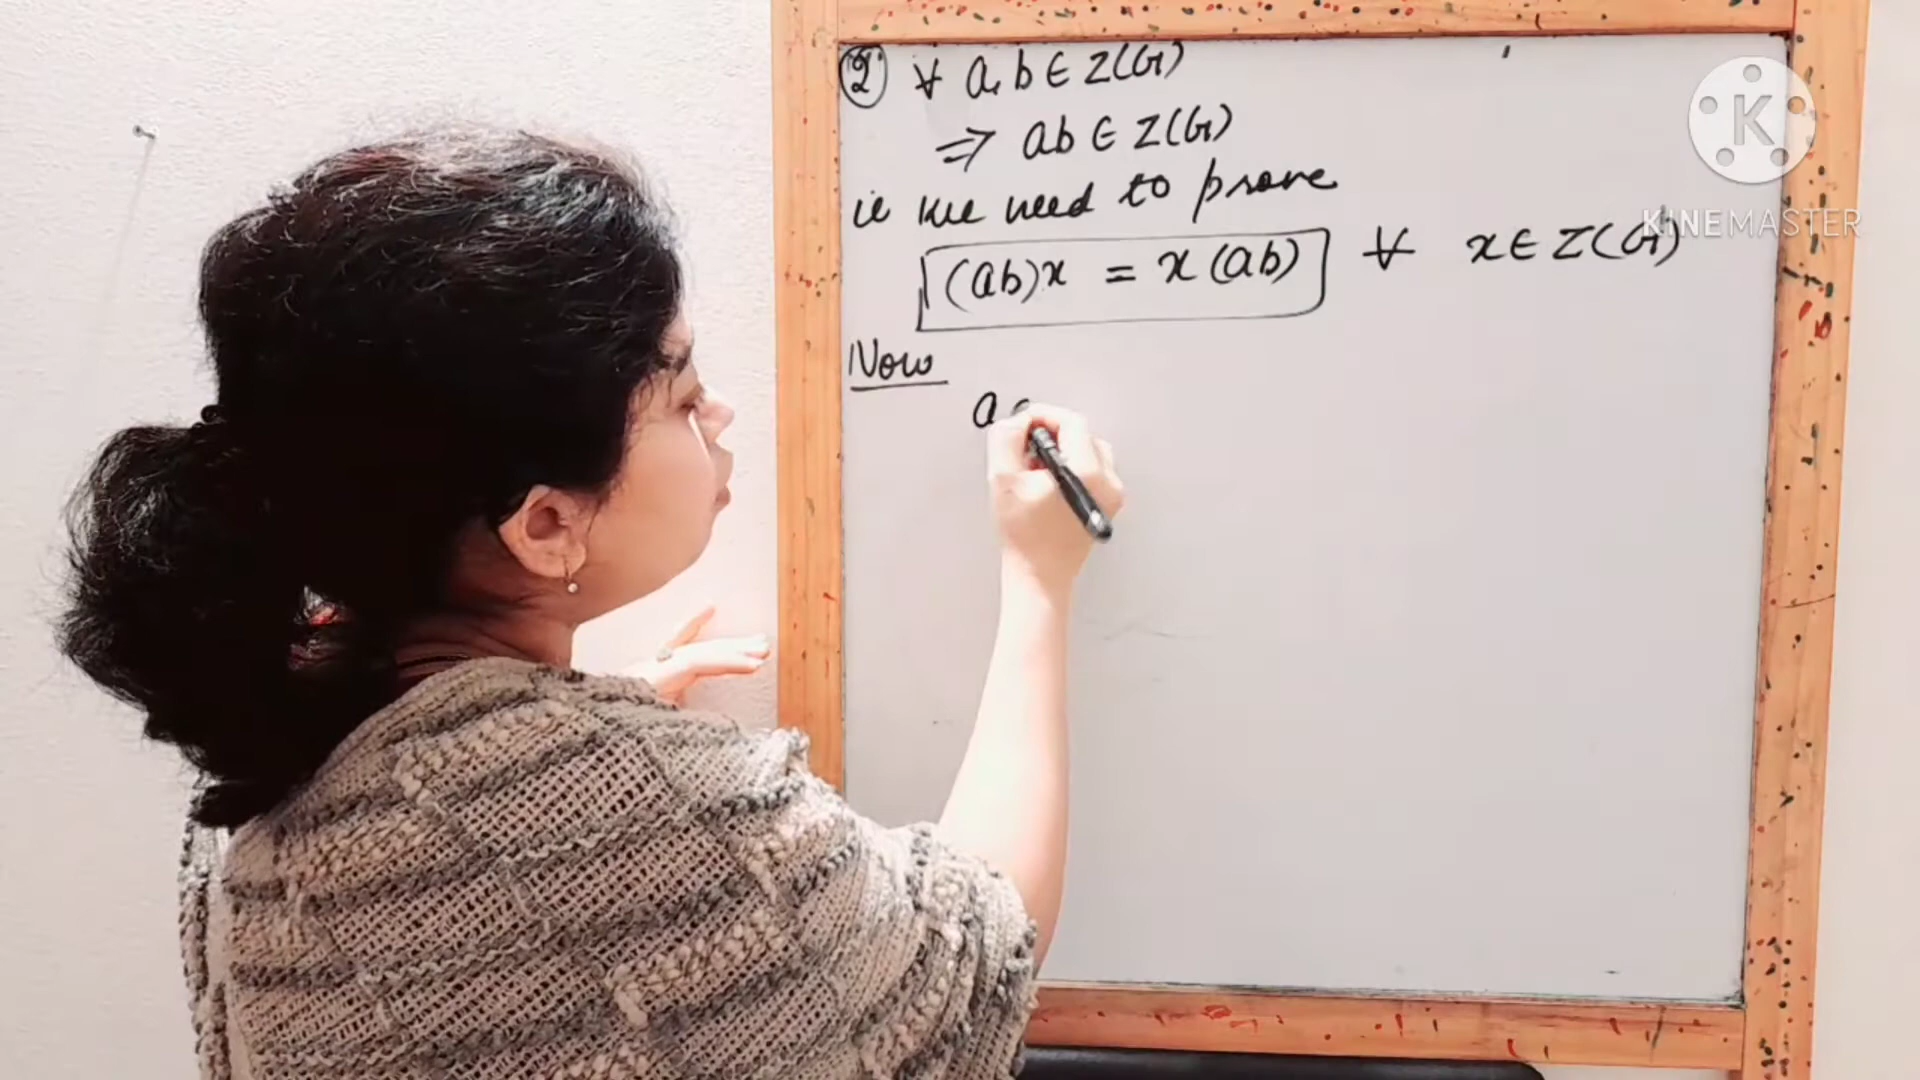 ② ∀ a, b ∈ Z(G)
⇒ ab ∈ Z(G)
ie we need to prove
(ab)x = x(ab) ∀ x ∈ Z(G)
Now
a
K
KINEMASTER